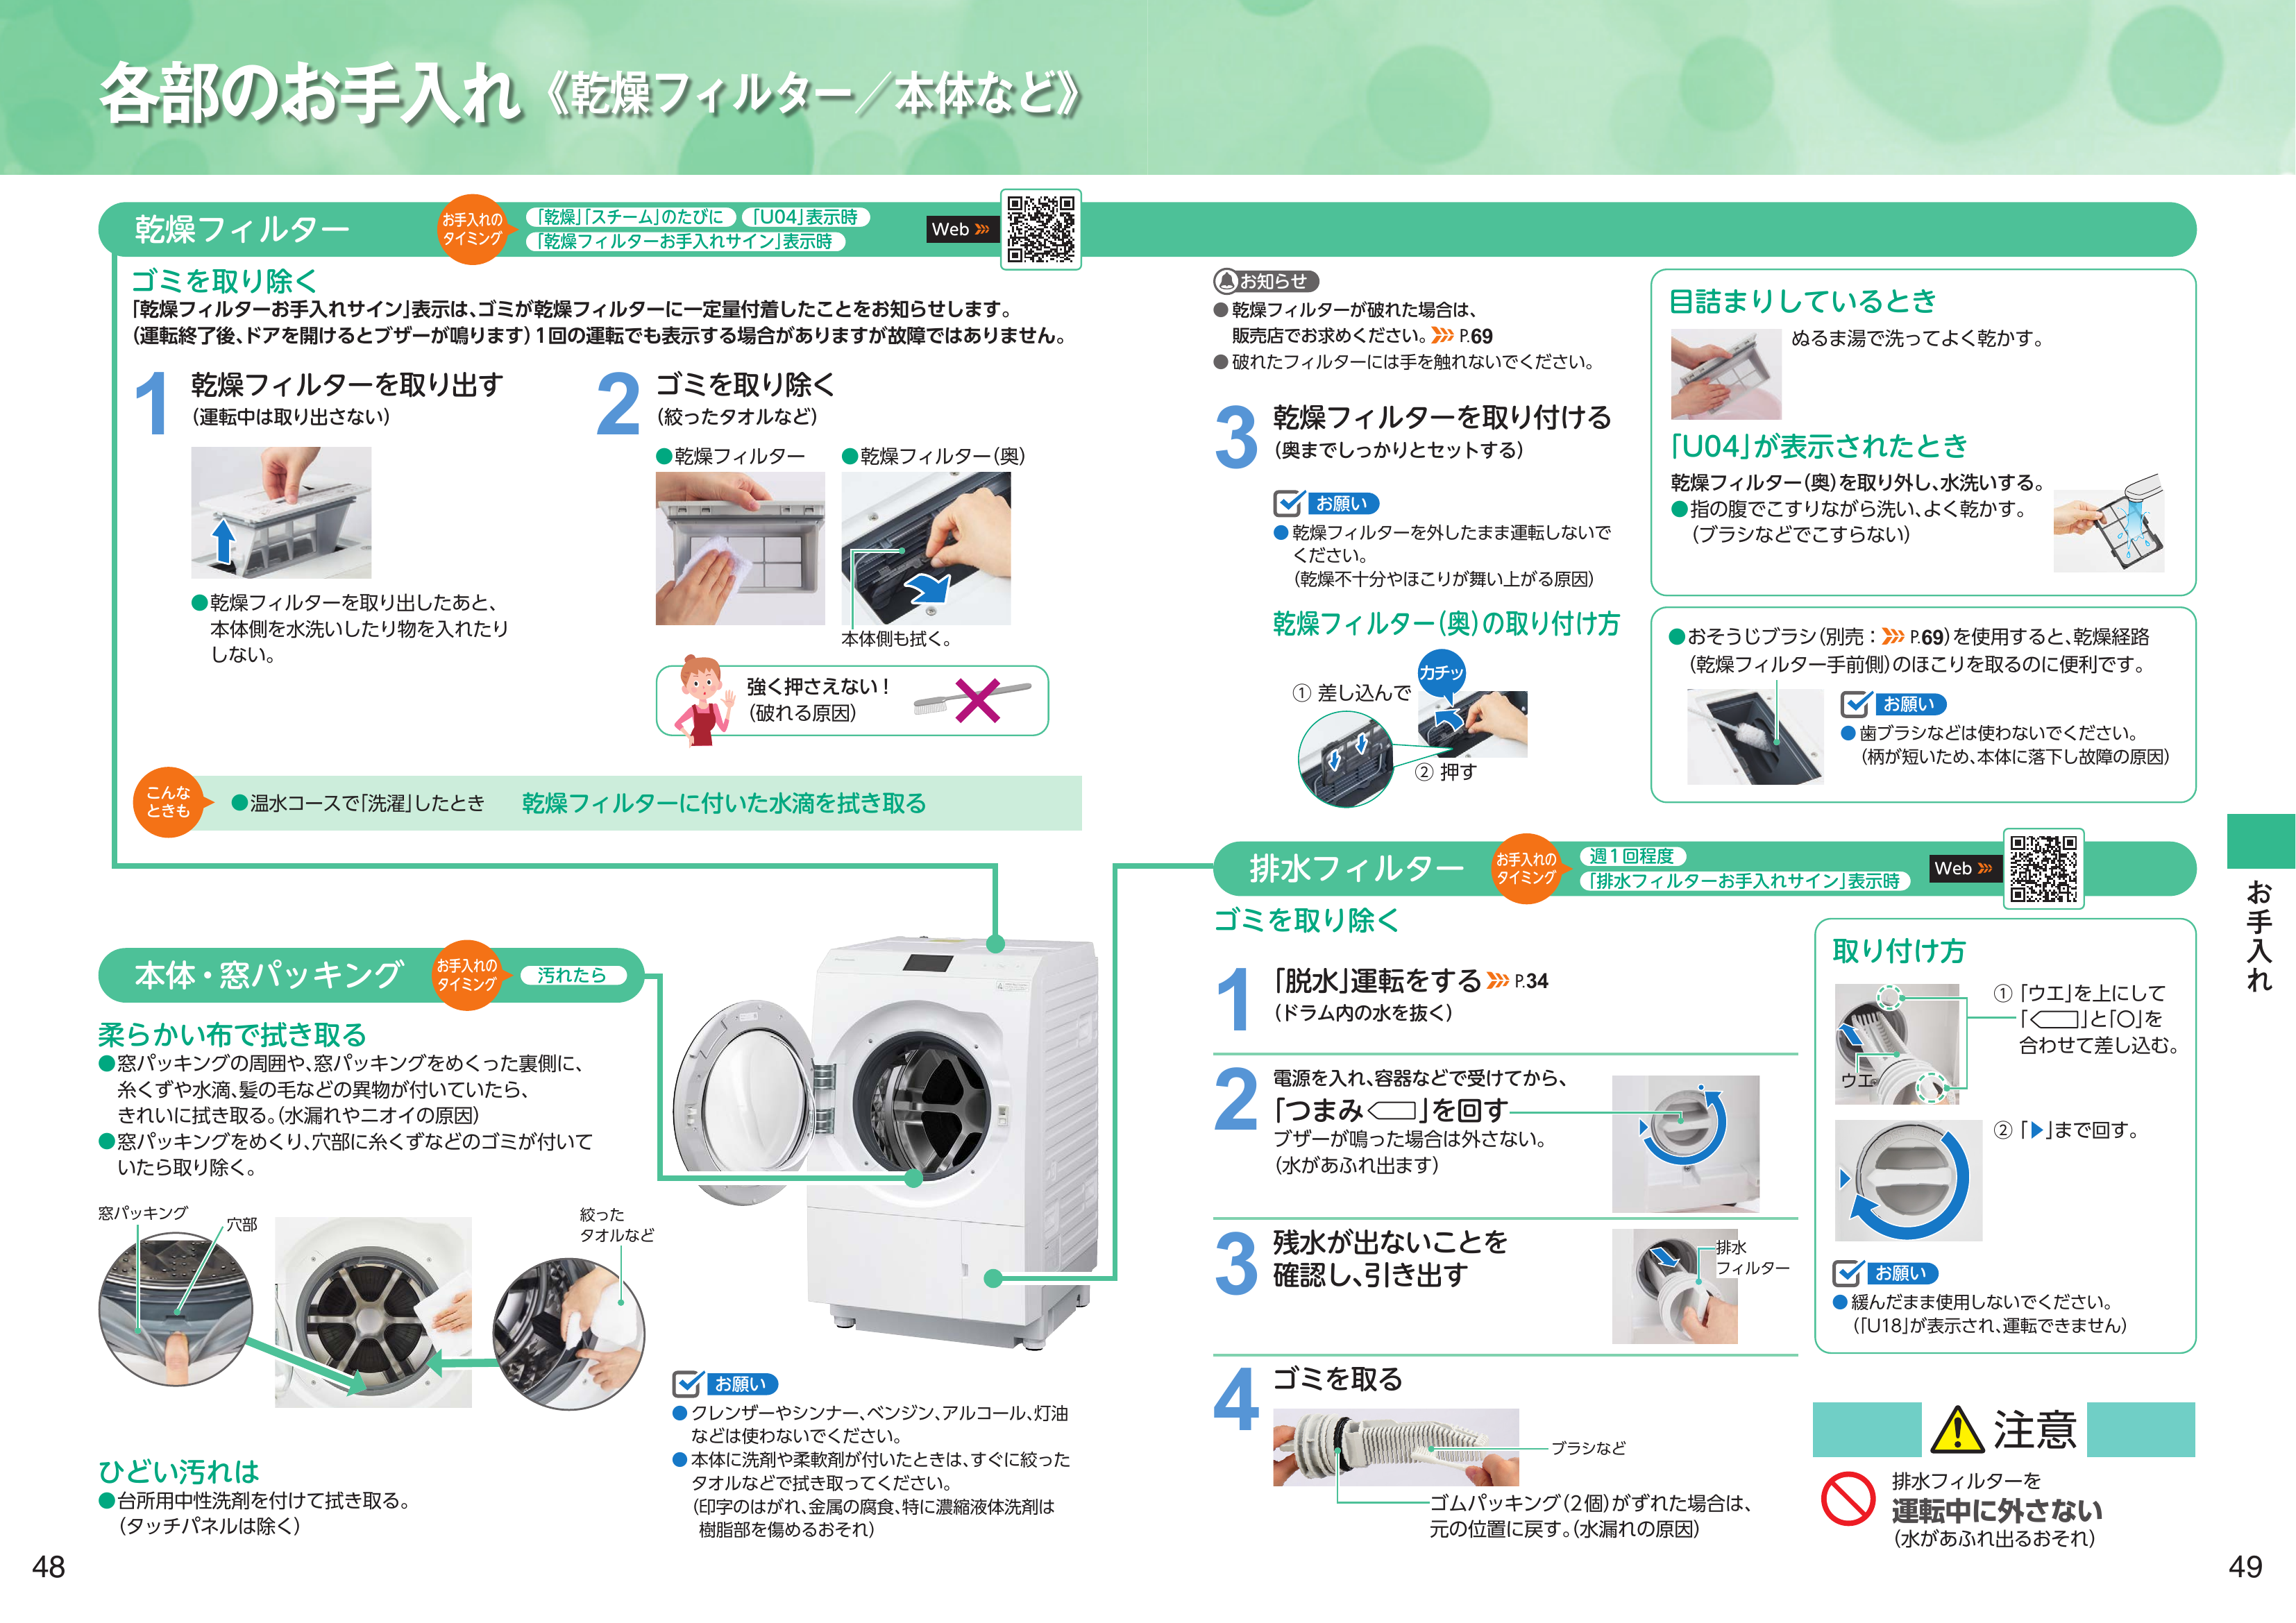 各部のお手入れ《乾燥フィルター／本体など》
乾燥フィルター
お手入れの
タイミング
「乾燥」「スチーム」のたびに 「U04」表示時
「乾燥フィルターお手入れサイン」表示時
Web
ゴミを取り除く
「乾燥フィルターお手入れサイン」表示は、ゴミが乾燥フィルターに一定量付着したことをお知らせします。
（運転終了後、ドアを開けるとブザーが鳴ります）1回の運転でも表示する場合がありますが故障ではありません。
1 乾燥フィルターを取り出す
（運転中は取り出さない）
●乾燥フィルターを取り出したあと、
本体側を水洗いしたり物を入れたり
しない。
2 ゴミを取り除く
（絞ったタオルなど）
●乾燥フィルター
●乾燥フィルター（奥）
本体側も拭く。
強く押さえない！
（破れる原因）
こんな
ときも
●温水コースで「洗濯」したとき 乾燥フィルターに付いた水滴を拭き取る
本体・窓パッキング
お手入れの
タイミング
汚れたら
柔らかい布で拭き取る
●窓パッキングの周囲や、窓パッキングをめくった裏側に、
糸くずや水滴、髪の毛などの異物が付いていたら、
きれいに拭き取る。（水漏れやニオイの原因）
●窓パッキングをめくり、穴部に糸くずなどのゴミが付いて
いたら取り除く。
窓パッキング
穴部
絞った
タオルなど
ひどい汚れは
●台所用中性洗剤を付けて拭き取る。
（タッチパネルは除く）
お願い
●クレンザーやシンナー、ベンジン、アルコール、灯油
などは使わないでください。
●本体に洗剤や柔軟剤が付いたときは、すぐに絞った
タオルなどで拭き取ってください。
（印字のはがれ、金属の腐食、特に濃縮液体洗剤は
樹脂部を傷めるおそれ）
48
お知らせ
●乾燥フィルターが破れた場合は、
販売店でお求めください。 P.69
●破れたフィルターには手を触れないでください。
3 乾燥フィルターを取り付ける
（奥までしっかりとセットする）
お願い
●乾燥フィルターを外したまま運転しないで
ください。
（乾燥不十分やほこりが舞い上がる原因）
乾燥フィルター（奥）の取り付け方
カチッ
① 差し込んで
② 押す
目詰まりしているとき
ぬるま湯で洗ってよく乾かす。
「U04」が表示されたとき
乾燥フィルター（奥）を取り外し、水洗いする。
●指の腹でこすりながら洗い、よく乾かす。
（ブラシなどでこすらない）
●おそうじブラシ（別売： P.69）を使用すると、乾燥経路
（乾燥フィルター手前側）のほこりを取るのに便利です。
お願い
●歯ブラシなどは使わないでください。
（柄が短いため、本体に落下し故障の原因）
排水フィルター
お手入れの
タイミング
週1回程度
「排水フィルターお手入れサイン」表示時
Web
ゴミを取り除く
1 「脱水」運転をする P.34
（ドラム内の水を抜く）
2 電源を入れ、容器などで受けてから、
「つまみ」を回す
ブザーが鳴った場合は外さない。
（水があふれ出ます）
3 残水が出ないことを
確認し、引き出す
排水
フィルター
4 ゴミを取る
ブラシなど
ゴムパッキング（2個）がずれた場合は、
元の位置に戻す。（水漏れの原因）
取り付け方
① 「ウエ」を上にして
「」と「〇」を
合わせて差し込む。
ウエ
② 「▶」まで回す。
お願い
●緩んだまま使用しないでください。
（「U18」が表示され、運転できません）
注意
排水フィルターを
運転中に外さない
（水があふれ出るおそれ）
お手入れ
49